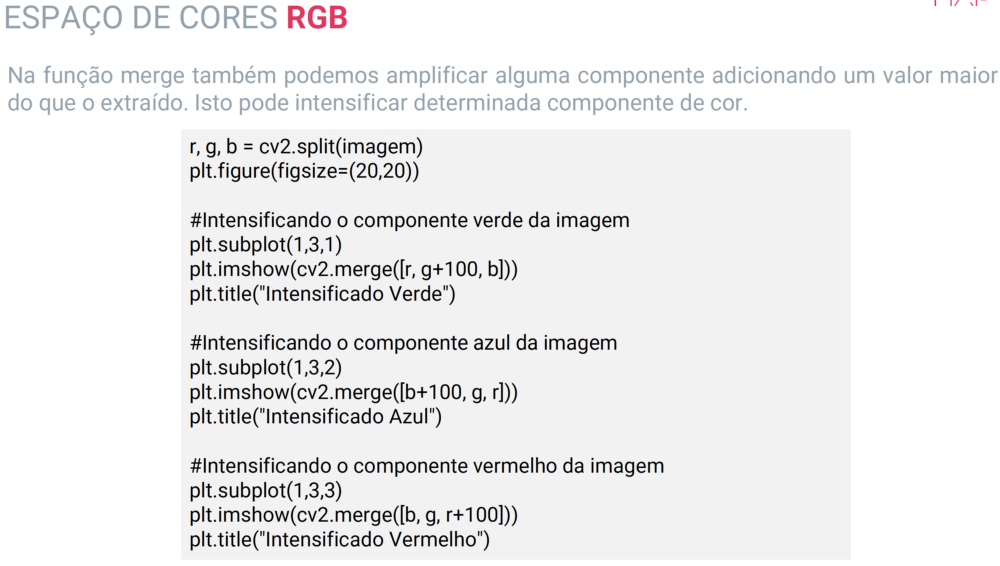 ESPAÇO DE CORES RGB
Na função merge também podemos amplificar alguma componente adicionando um valor maior
do que o extraído. Isto pode intensificar determinada componente de cor.
r, g, b = cv2.split(imagem)
plt.figure(figsize=(20,20))
#Intensificando o componente verde da imagem
plt.subplot(1,3,1)
plt.imshow(cv2.merge([r, g+100, b]))
plt.title("Intensificado Verde")
#Intensificando o componente azul da imagem
plt.subplot(1,3,2)
plt.imshow(cv2.merge([b+100, g, r]))
plt.title("Intensificado Azul")
#Intensificando o componente vermelho da imagem
plt.subplot(1,3,3)
plt.imshow(cv2.merge([b, g, r+100]))
plt.title("Intensificado Vermelho")